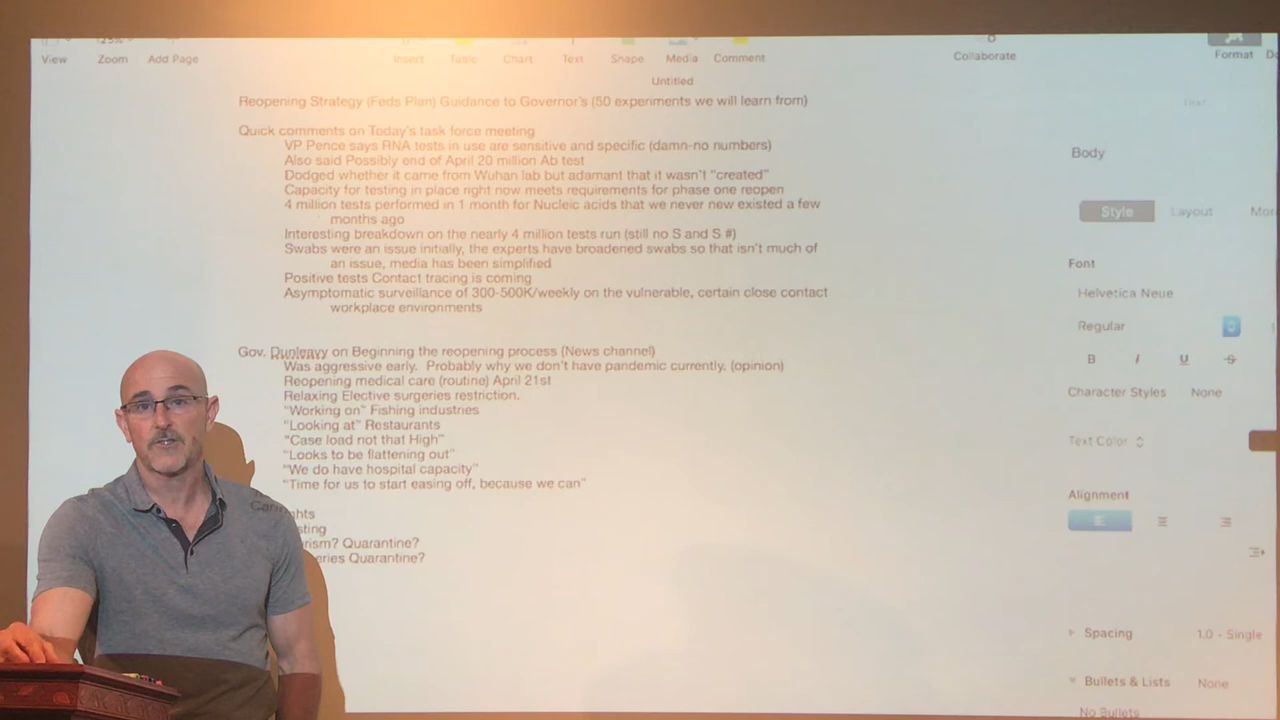 125%
View
Zoom
Add Page
Insert
Table
Chart
Text
Shape
Media
Comment
Collaborate
Format
Untitled
Reopening Strategy (Feds Plan) Guidance to Governor's (50 experiments we will learn from)
Quick comments on Today's task force meeting
VP Pence says RNA tests in use are sensitive and specific (damn-no numbers)
Also said Possibly end of April 20 million Ab test
Dodged whether it came from Wuhan lab but adamant that it wasn't "created"
Capacity for testing in place right now meets requirements for phase one reopen
4 million tests performed in 1 month for Nucleic acids that we never new existed a few
months ago
Interesting breakdown on the nearly 4 million tests run (still no S and S #)
Swabs were an issue initially, the experts have broadened swabs so that isn't much of
an issue, media has been simplified
Positive tests Contact tracing is coming
Asymptomatic surveillance of 300-500K/weekly on the vulnerable, certain close contact
workplace environments
Gov. Dunleavy on Beginning the reopening process (News channel)
Was aggressive early. Probably why we don't have pandemic currently. (opinion)
Reopening medical care (routine) April 21st
Relaxing Elective surgeries restriction.
"Working on" Fishing industries
"Looking at" Restaurants
"Case load not that High"
"Looks to be flattening out"
"We do have hospital capacity"
"Time for us to start easing off, because we can"
ghts
sting
rism? Quarantine?
eries Quarantine?
Text
Body
Style
Layout
Mor
Font
Helvetica Neue
Regular
B
I
U
S
Character Styles
None
Text Color
Alignment
Spacing
1.0 - Single
Bullets & Lists
None
No Bullets